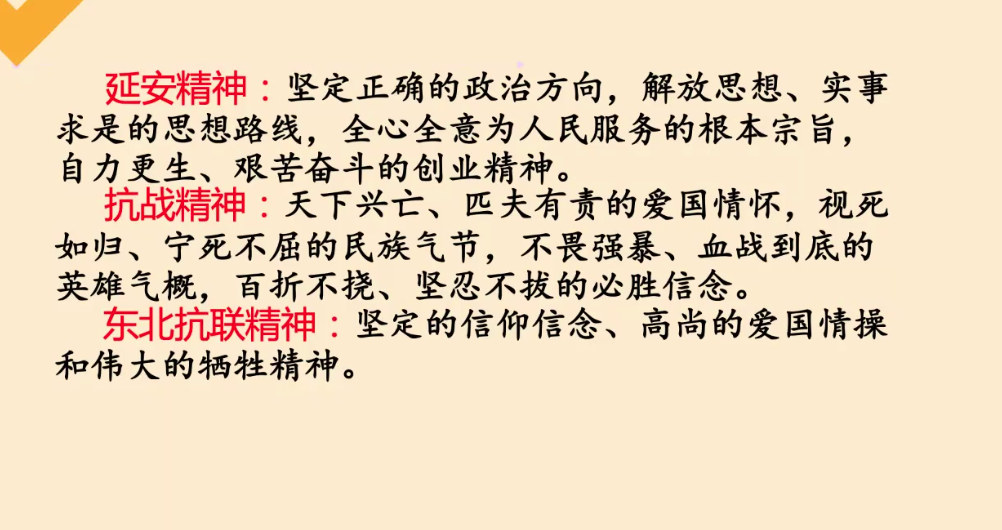 延安精神：坚定正确的政治方向，解放思想、实事
求是的思想路线，全心全意为人民服务的根本宗旨，
自力更生、艰苦奋斗的创业精神。
抗战精神：天下兴亡、匹夫有责的爱国情怀，视死
如归、宁死不屈的民族气节，不畏强暴、血战到底的
英雄气概，百折不挠、坚忍不拔的必胜信念。
东北抗联精神：坚定的信仰信念、高尚的爱国情操
和伟大的牺牲精神。